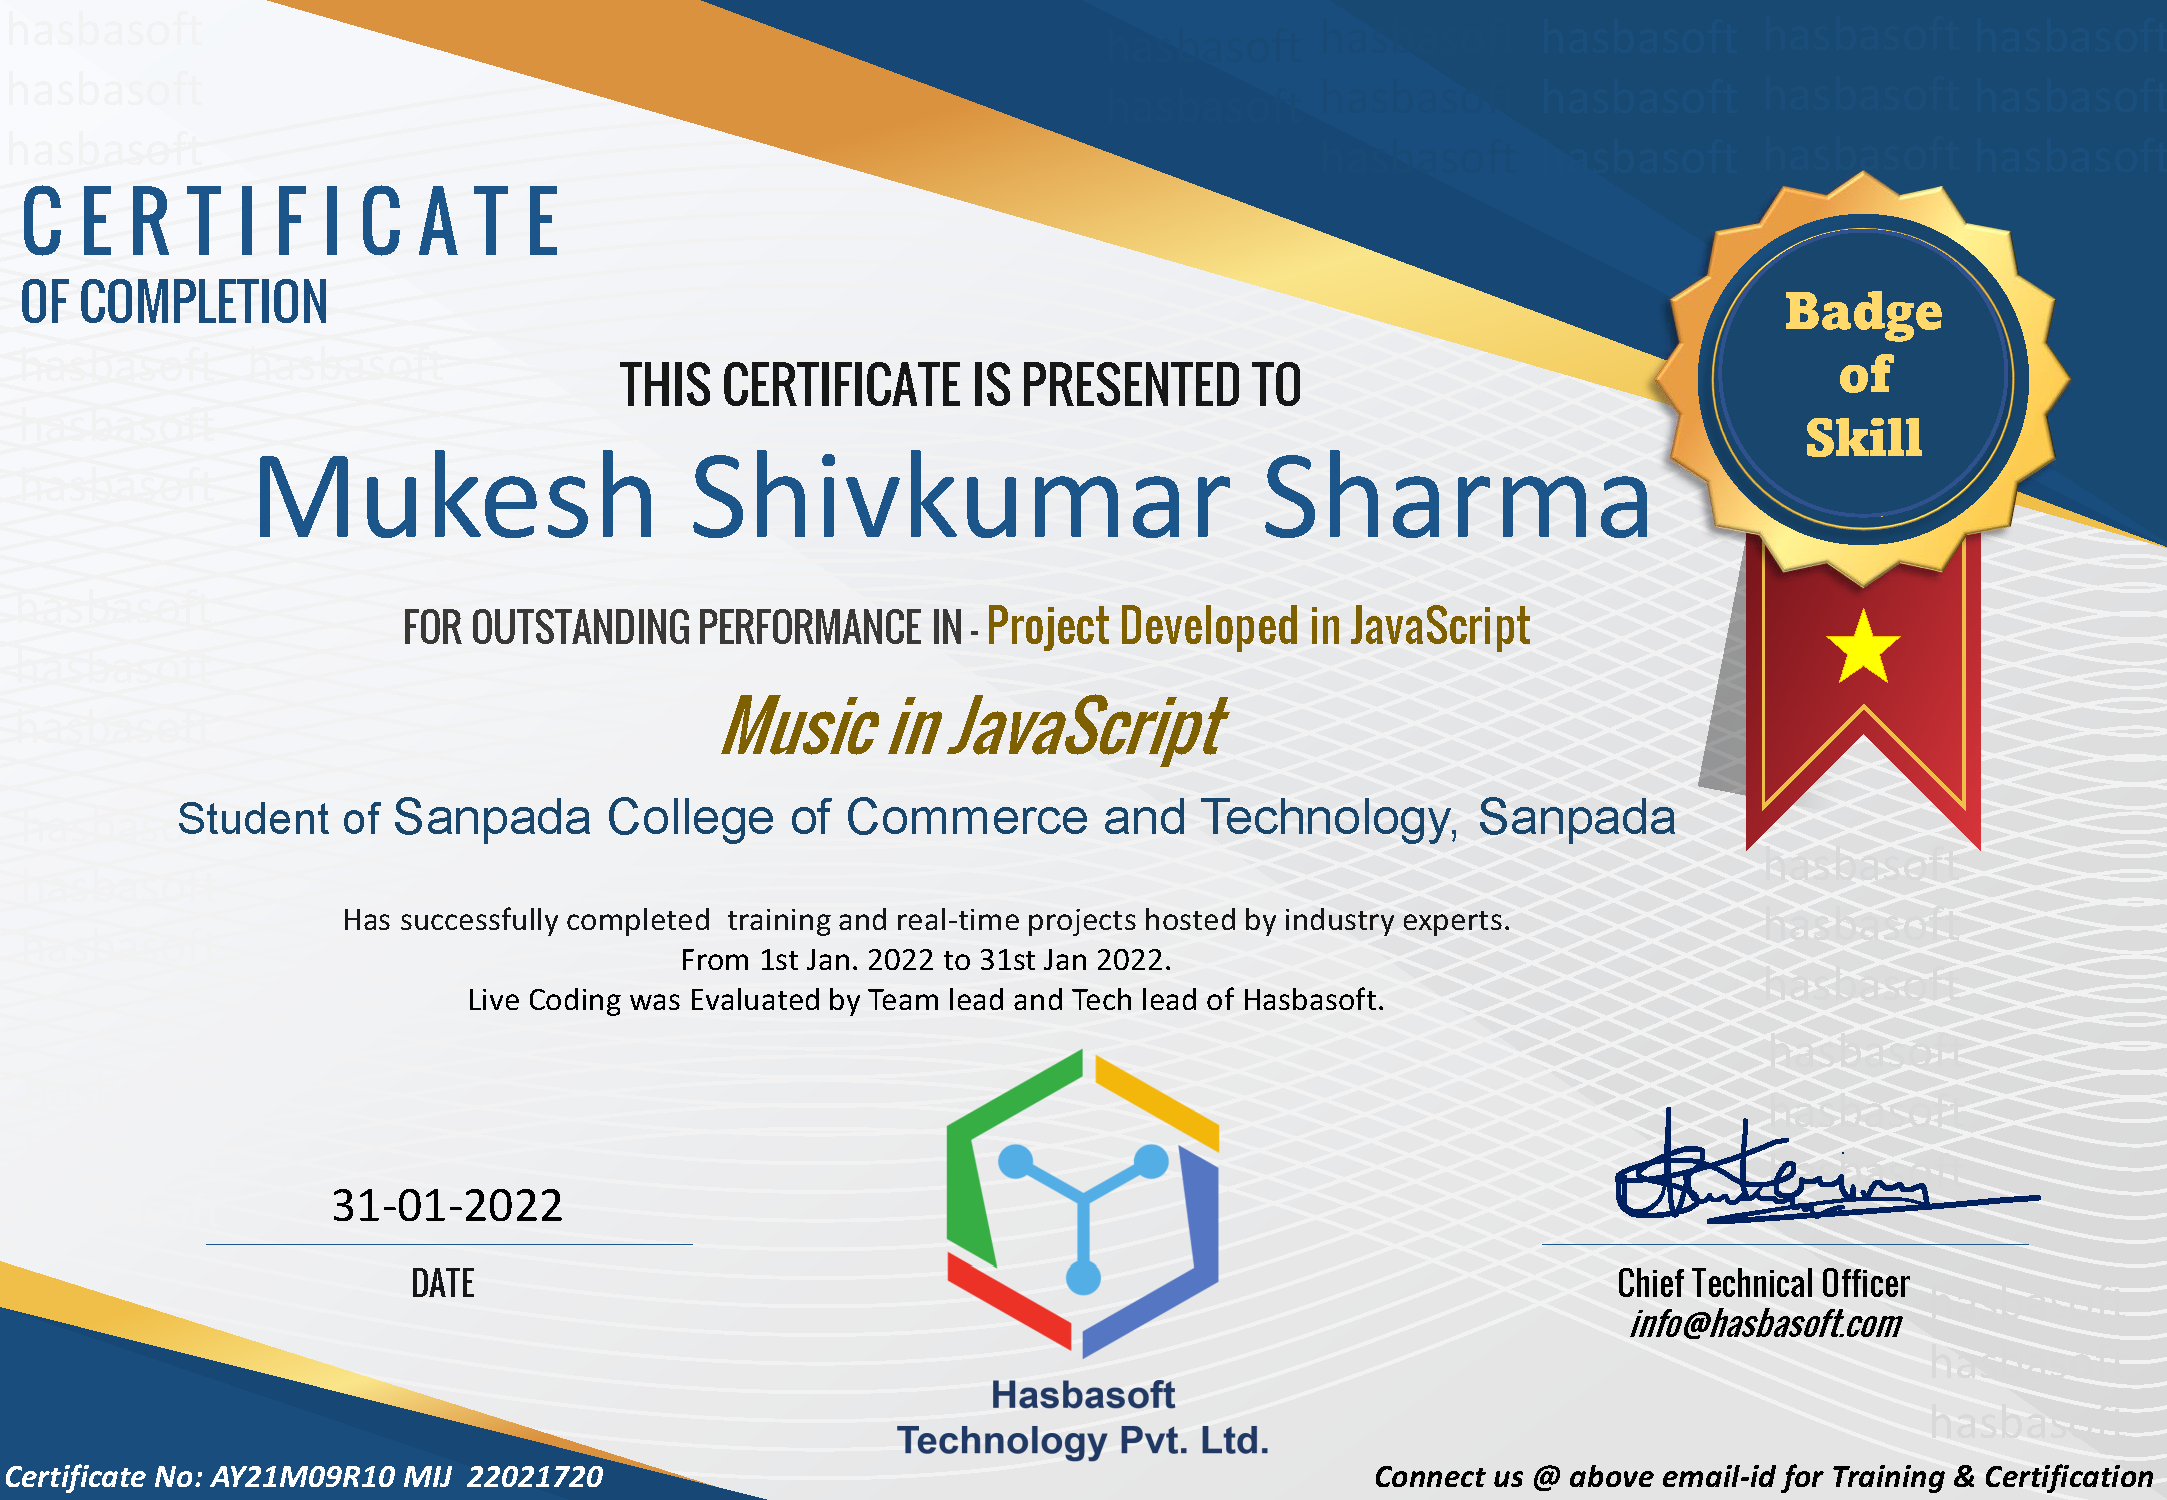 CERTIFICATE
OF COMPLETION
THIS CERTIFICATE IS PRESENTED TO
Mukesh Shivkumar Sharma
FOR OUTSTANDING PERFORMANCE IN - Project Developed in JavaScript
Music in JavaScript
Student of Sanpada College of Commerce and Technology, Sanpada
Has successfully completed  training and real-time projects hosted by industry experts.
From 1st Jan. 2022 to 31st Jan 2022.
Live Coding was Evaluated by Team lead and Tech lead of Hasbasoft.
Badge
of
Skill
31-01-2022
DATE
Hasbasoft
Technology Pvt. Ltd.
Chief Technical Officer
info@hasbasoft.com
Certificate No: AY21M09R10 MIJ  22021720
Connect us @ above email-id for Training & Certification
hasbasoft